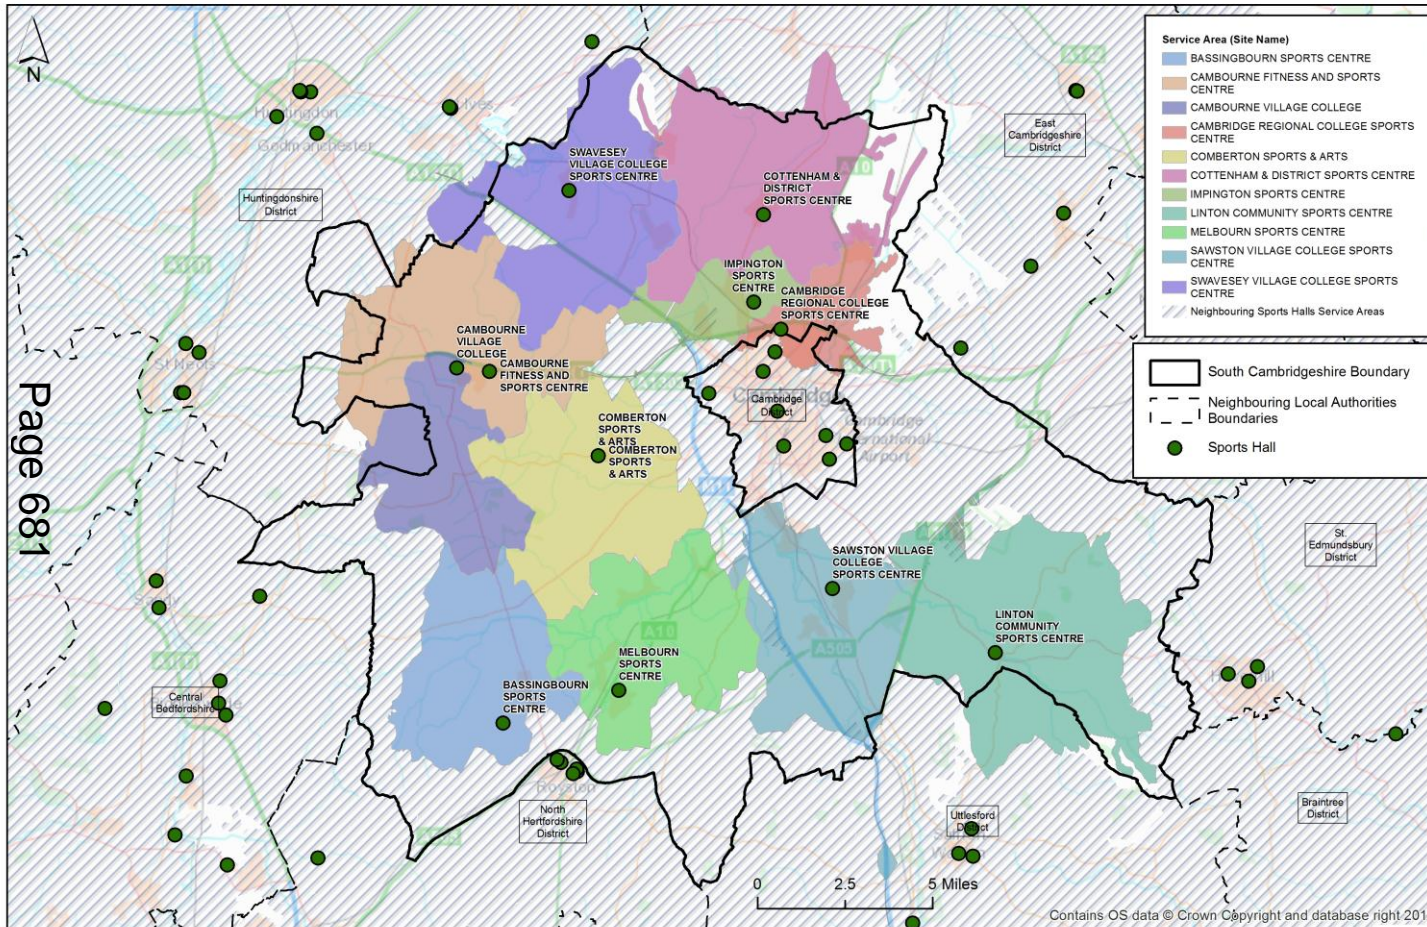 N
Service Area (Site Name)
BASSINGBOURN SPORTS CENTRE
CAMBOURNE FITNESS AND SPORTS
CENTRE
CAMBOURNE VILLAGE COLLEGE
CAMBRIDGE REGIONAL COLLEGE SPORTS
CENTRE
COMBERTON SPORTS & ARTS
COTTENHAM & DISTRICT SPORTS CENTRE
IMPINGTON SPORTS CENTRE
LINTON COMMUNITY SPORTS CENTRE
MELBOURN SPORTS CENTRE
SAWSTON VILLAGE COLLEGE SPORTS
CENTRE
SWAVESEY VILLAGE COLLEGE SPORTS
CENTRE
Neighbouring Sports Halls Service Areas
South Cambridgeshire Boundary
Neighbouring Local Authorities
Boundaries
Sports Hall
Huntingdon
Godmanchester
Huntingdonshire
District
East
Cambridgeshire
District
SWAVESEY
VILLAGE COLLEGE
SPORTS CENTRE
COTTENHAM &
DISTRICT
SPORTS CENTRE
A10
IMPINGTON
SPORTS
CENTRE
CAMBRIDGE
REGIONAL COLLEGE
SPORTS CENTRE
CAMBOURNE
VILLAGE
COLLEGE
CAMBOURNE
FITNESS AND
SPORTS CENTRE
St Neots
Cambridge
District
Airport
COMBERTON
SPORTS
& ARTS
COMBERTON
SPORTS
& ARTS
Page 681
SAWSTON VILLAGE
COLLEGE
SPORTS CENTRE
St.
Edmundsbury
District
LINTON
COMMUNITY
SPORTS CENTRE
A10
A505
MELBOURN
SPORTS
CENTRE
BASSINGBOURN
SPORTS
CENTRE
Central
Bedfordshire
Royston
North
Hertfordshire
District
Uttlesford
District
Braintree
District
0 2.5 5 Miles
Contains OS data © Crown Copyright and database right 201